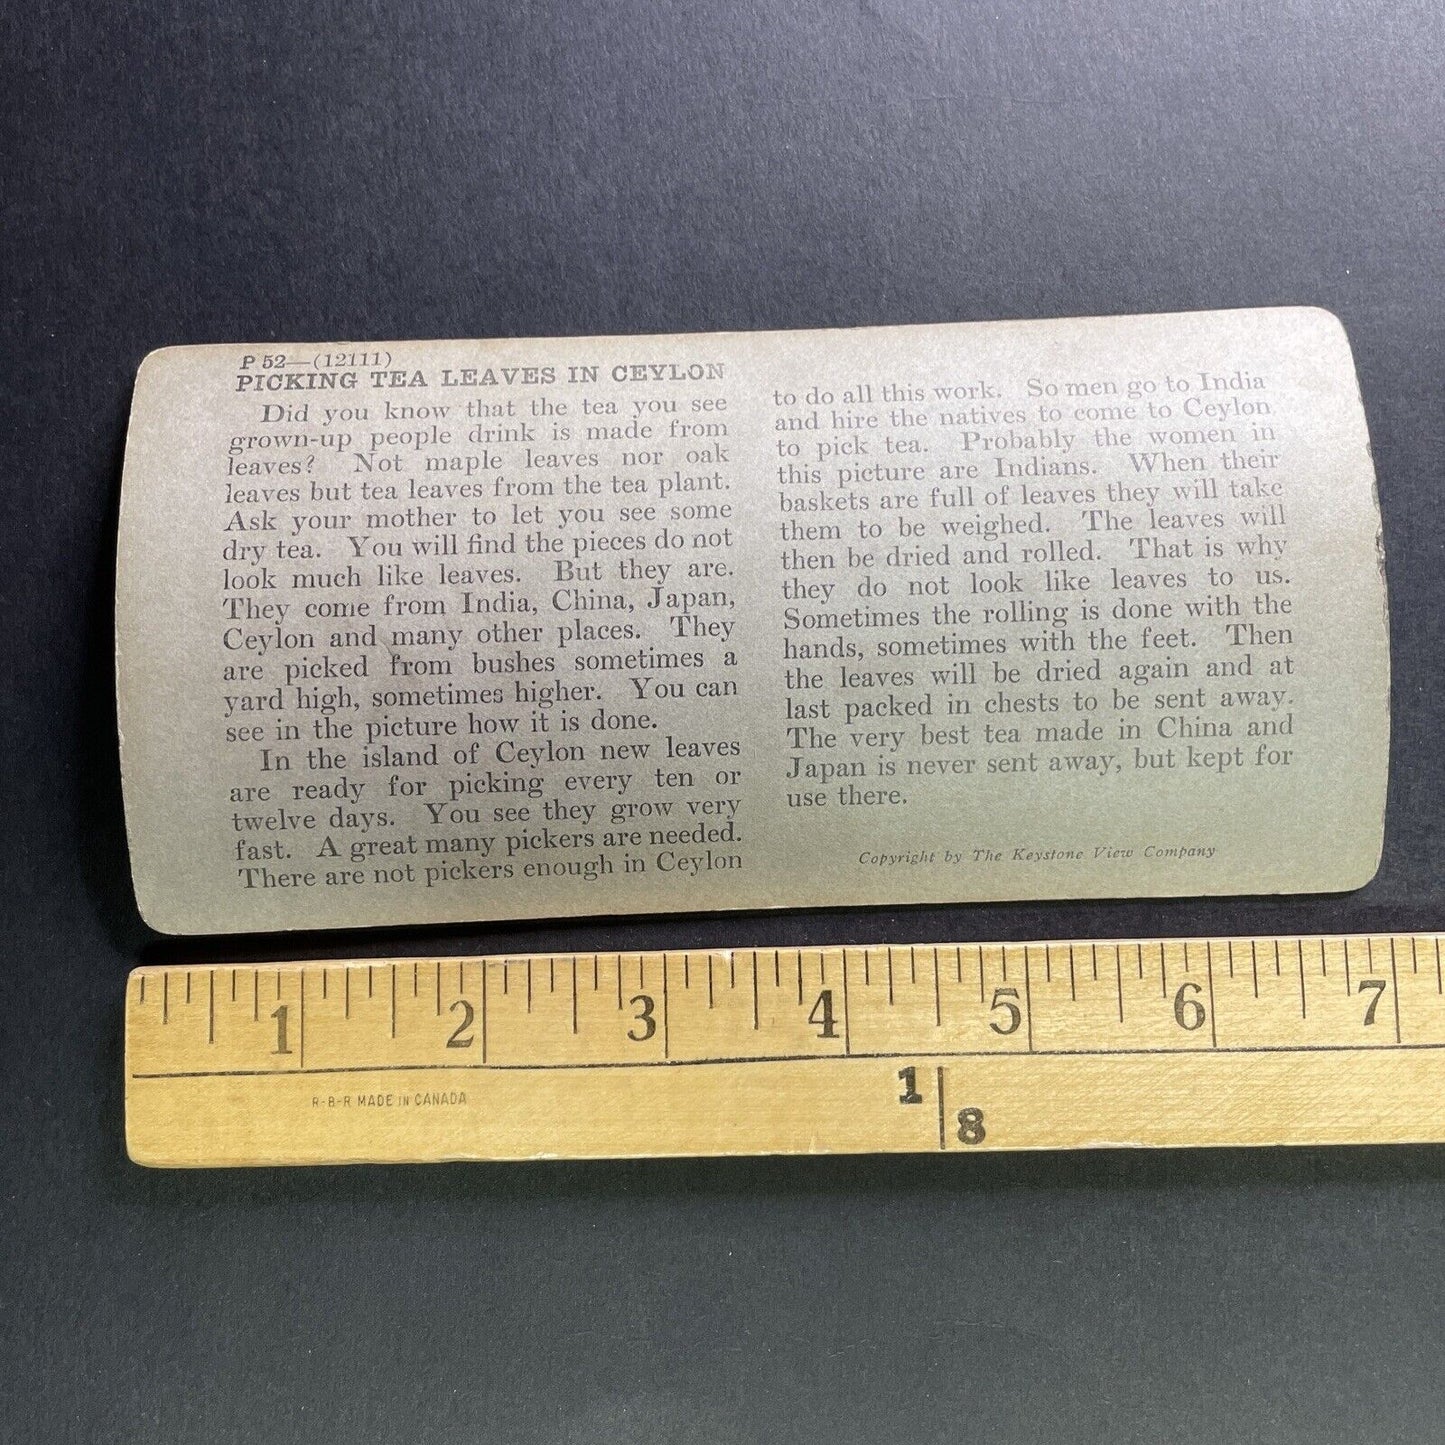 P 52—(12111)
PICKING TEA LEAVES IN CEYLON
Did you know that the tea you see
grown-up people drink is made from
leaves? Not maple leaves nor oak
leaves but tea leaves from the tea plant.
Ask your mother to let you see some
dry tea. You will find the pieces do not
look much like leaves. But they are.
They come from India, China, Japan,
Ceylon and many other places. They
are picked from bushes sometimes a
yard high, sometimes higher. You can
see in the picture how it is done.
In the island of Ceylon new leaves
are ready for picking every ten or
twelve days. You see they grow very
fast. A great many pickers are needed.
There are not pickers enough in Ceylon
to do all this work. So men go to India
and hire the natives to come to Ceylon
to pick tea. Probably the women in
this picture are Indians. When their
baskets are full of leaves they will take
them to be weighed. The leaves will
then be dried and rolled. That is why
they do not look like leaves to us.
Sometimes the rolling is done with the
hands, sometimes with the feet. Then
the leaves will be dried again and at
last packed in chests to be sent away.
The very best tea made in China and
Japan is never sent away, but kept for
use there.
Copyright by The Keystone View Company
1 2 3 4 5 6 7
R-B-R MADE IN CANADA
1 8